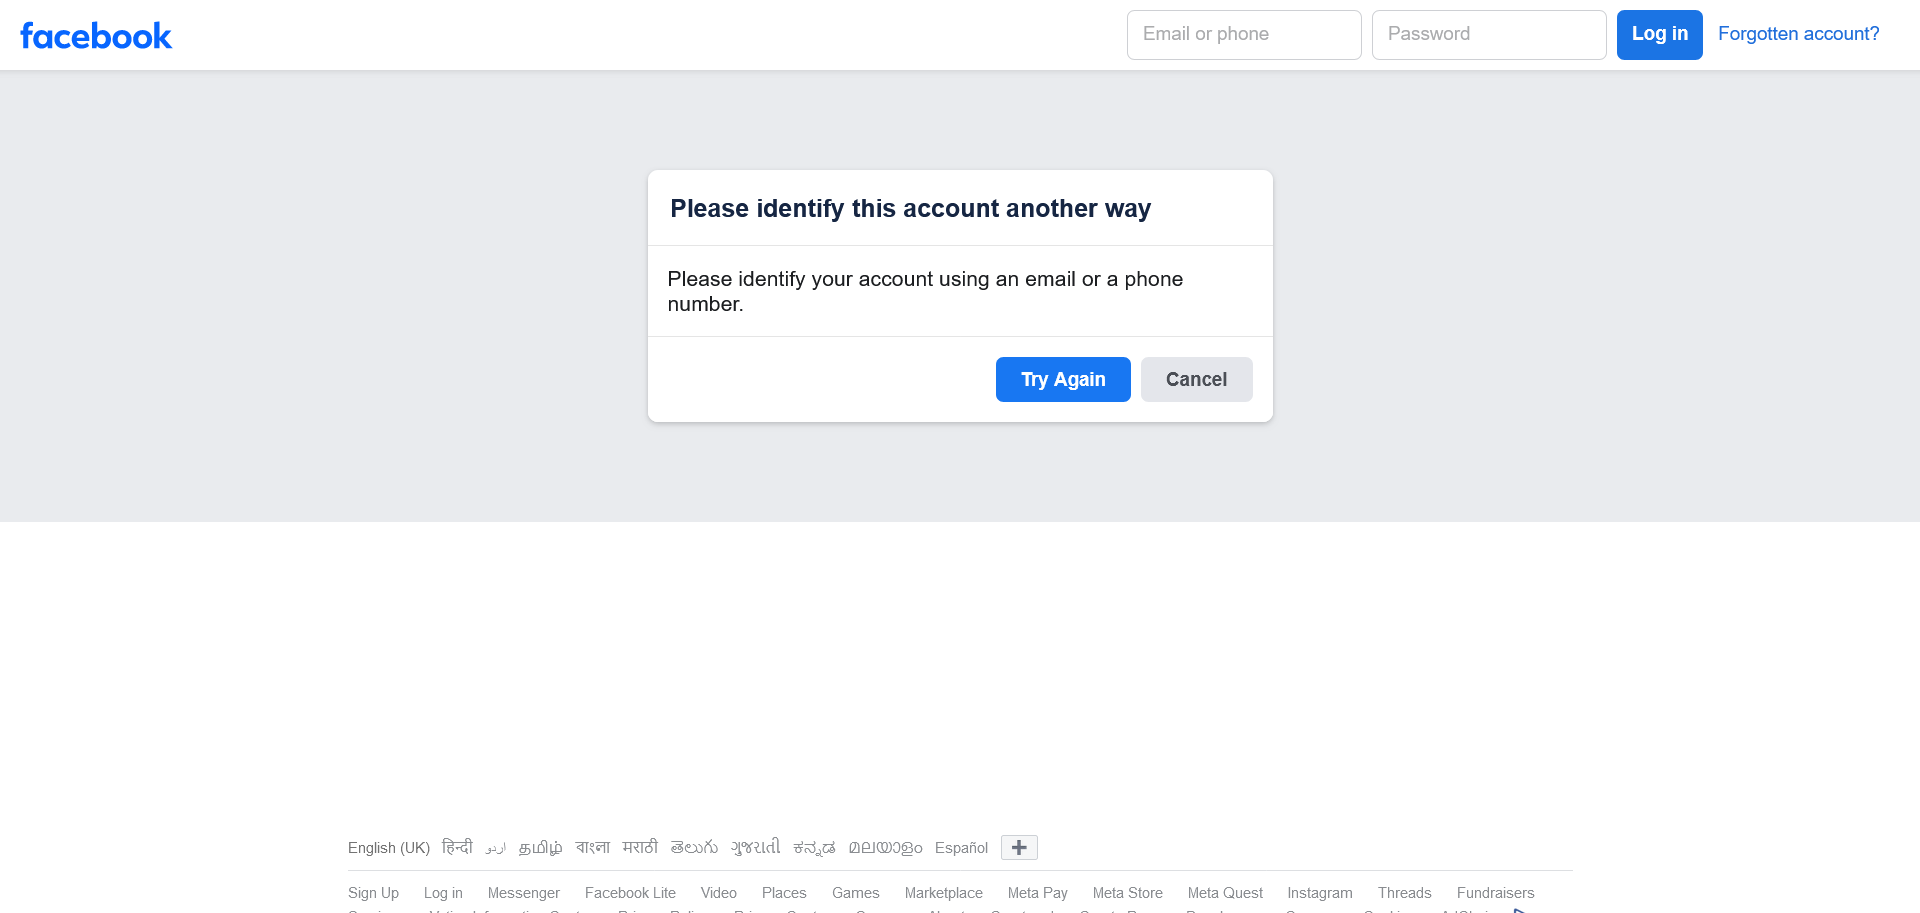 facebook
Email or phone Password Log in Forgotten account?
Please identify this account another way
Please identify your account using an email or a phone
number.
Try Again Cancel
English (UK) हिन्दी اردو தமிழ் বাংলা मराठी తెలుగు ગુજરાતી ಕನ್ನಡ മലയാളം Español
Sign Up Log in Messenger Facebook Lite Video Places Games Marketplace Meta Pay Meta Store Meta Quest Instagram Threads Fundraisers